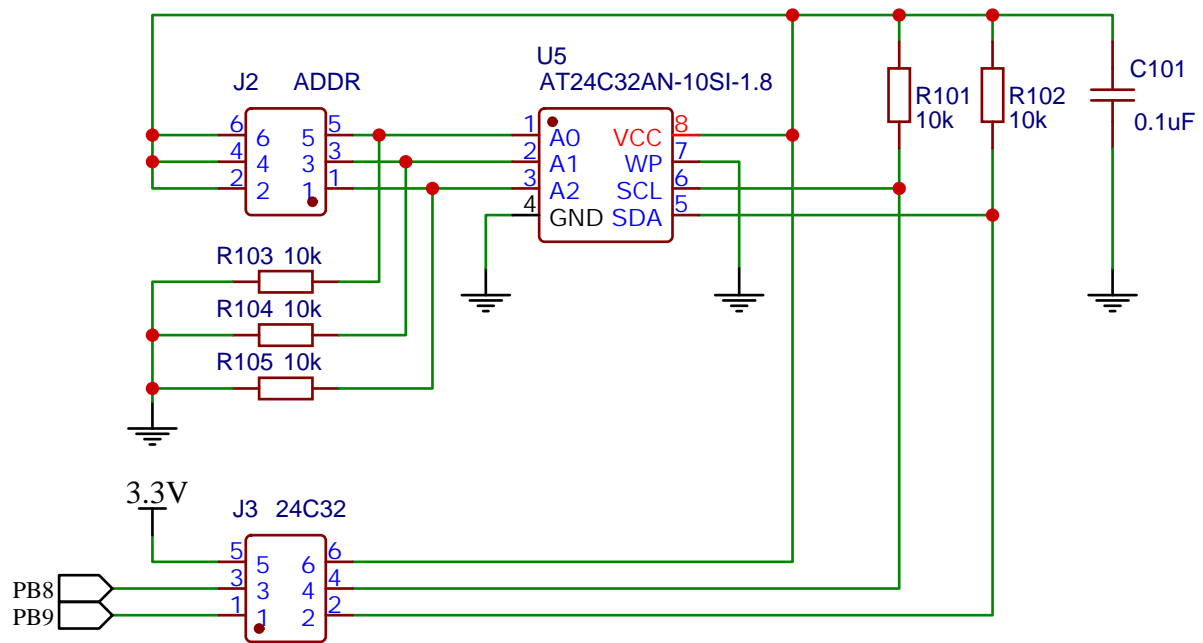 U5
AT24C32AN-10SI-1.8
J2 ADDR
C101
0.1uF
R101
10k
R102
10k
6 6 5 5
4 4 3 3
2 2 1 1
1 A0 VCC 8
2 A1 WP 7
3 A2 SCL 6
4 GND SDA 5
R103 10k
R104 10k
R105 10k
3.3V
J3 24C32
5 5 6 6
PB8 3 3 4 4
PB9 1 1 2 2